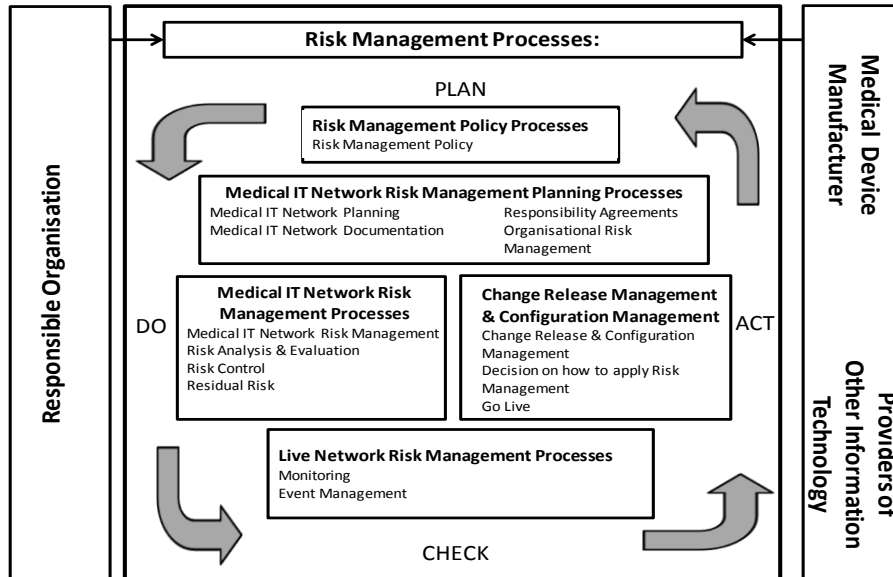 Risk Management Processes:
PLAN
Risk Management Policy Processes
Risk Management Policy
Medical IT Network Risk Management Planning Processes
Medical IT Network Planning
Medical IT Network Documentation
Responsibility Agreements
Organisational Risk
Management
DO
Medical IT Network Risk
Management Processes
Medical IT Network Risk Management
Risk Analysis & Evaluation
Risk Control
Residual Risk
Change Release Management
& Configuration Management
Change Release & Configuration
Management
Decision on how to apply Risk
Management
Go Live
ACT
Live Network Risk Management Processes
Monitoring
Event Management
CHECK
Responsible Organisation
Medical Device
Manufacturer
Providers of
Other Information
Technology